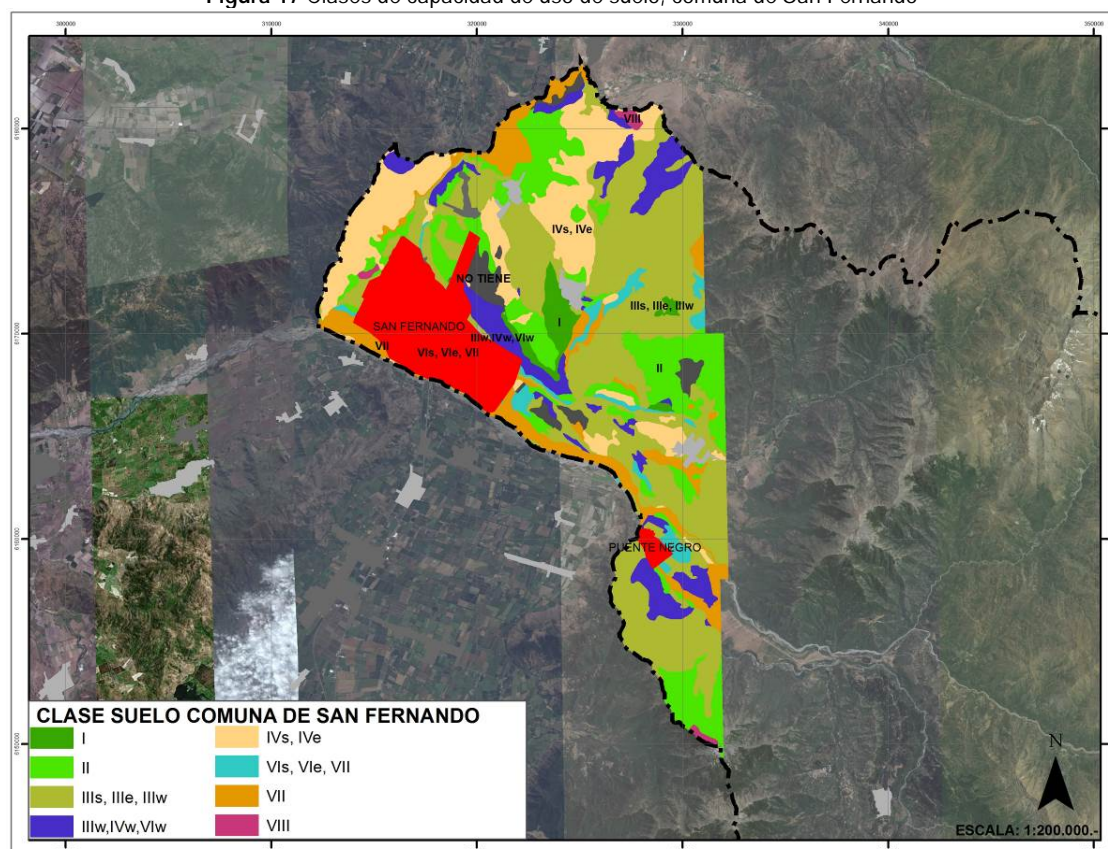 Figura 17 Clases de capacidad de uso de suelo, comuna de San Fernando
300000 310000 320000 330000 340000 350000
VIII
IVs, IVe
NO TIENE
IIIs, IIIe, IIIw
I
SAN FERNANDO
IIIw,IVw,VIw
VII
VIs, VIe, VII
II
PUENTE NEGRO
6170000
6150000
CLASE SUELO COMUNA DE SAN FERNANDO
I
II
IIIs, IIIe, IIIw
IIIw,IVw,VIw
IVs, IVe
VIs, VIe, VII
VII
VIII
N
ESCALA: 1:200.000.-